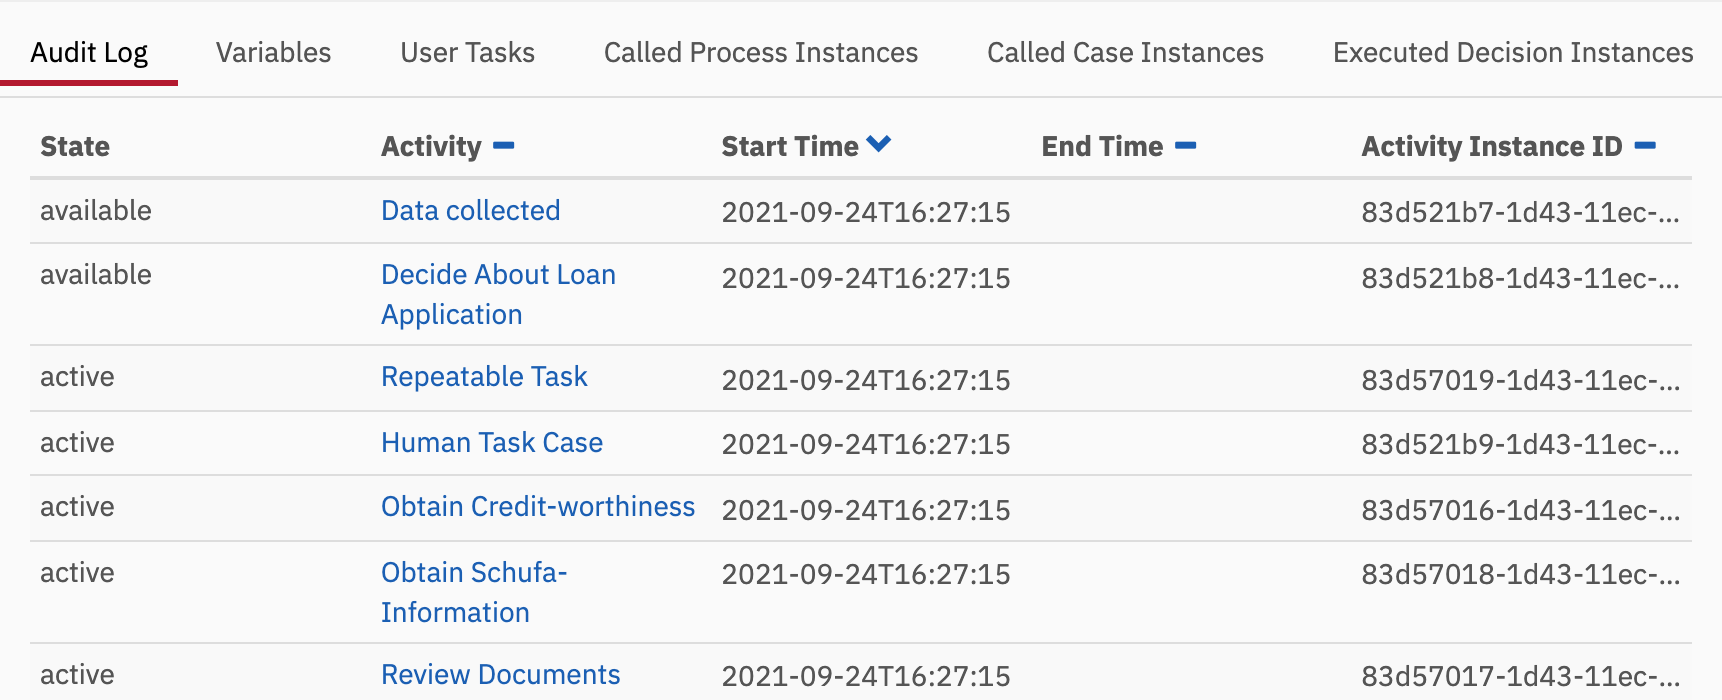 Audit Log Variables User Tasks Called Process Instances Called Case Instances Executed Decision Instances
State Activity Start Time End Time Activity Instance ID
available Data collected 2021-09-24T16:27:15 83d521b7-1d43-11ec-...
available Decide About Loan 2021-09-24T16:27:15 83d521b8-1d43-11ec-...
Application
active Repeatable Task 2021-09-24T16:27:15 83d57019-1d43-11ec-...
active Human Task Case 2021-09-24T16:27:15 83d521b9-1d43-11ec-...
active Obtain Credit-worthiness 2021-09-24T16:27:15 83d57016-1d43-11ec-...
active Obtain Schufa- 2021-09-24T16:27:15 83d57018-1d43-11ec-...
Information
active Review Documents 2021-09-24T16:27:15 83d57017-1d43-11ec-...